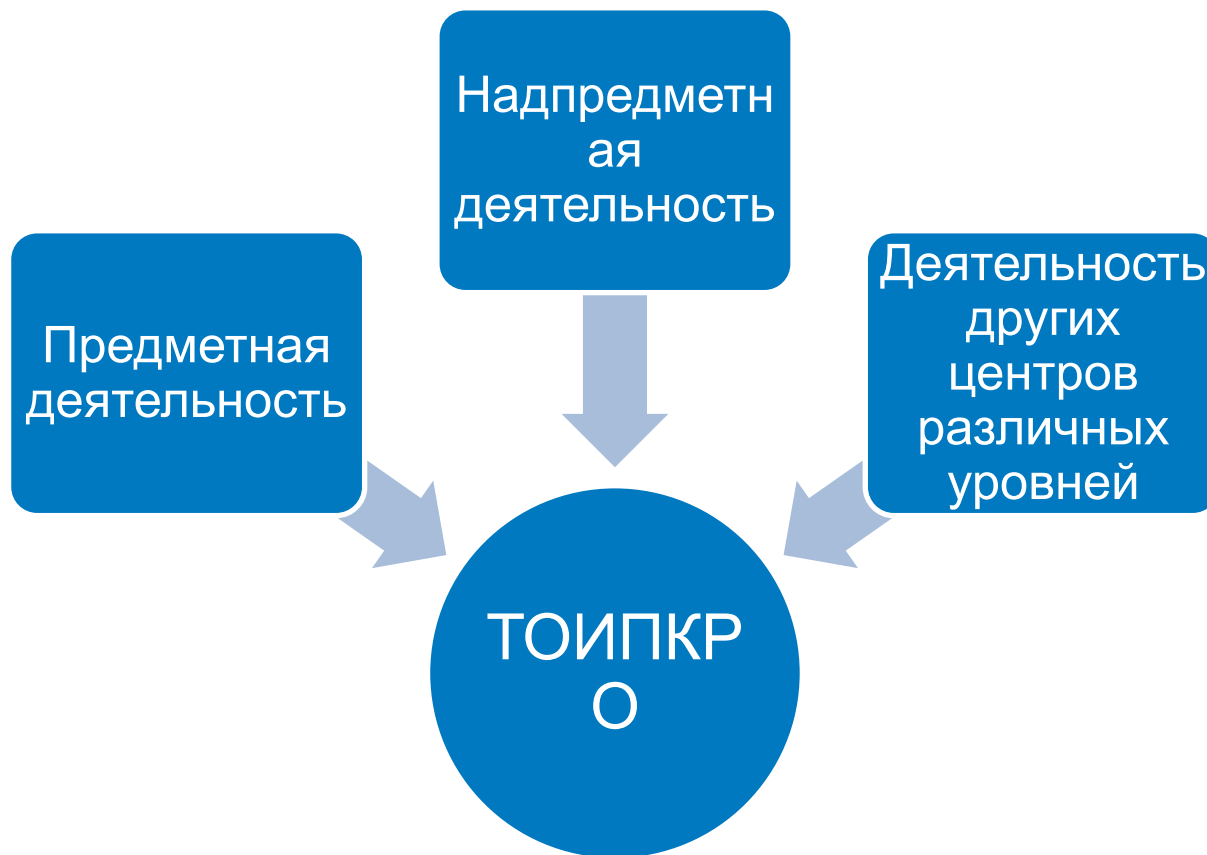 Надпредметн
ая
деятельность
Предметная
деятельность
Деятельность
других
центров
различных
уровней
ТОИПКР
О